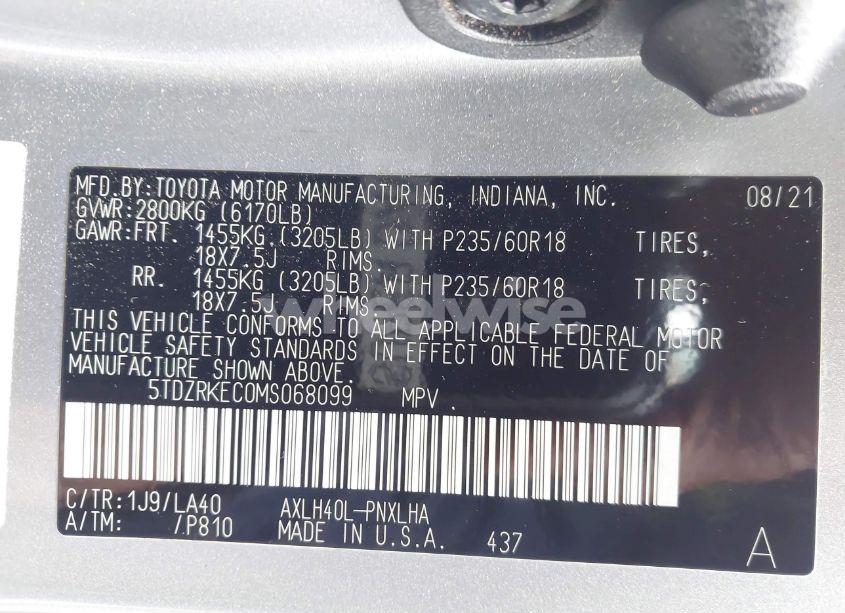 MFD.BY:TOYOTA MOTOR MANUFACTURING, INDIANA, INC. 08/21
GVWR:2800KG (6170LB)
GAWR:FRT. 1455KG (3205LB) WITH P235/60R18 TIRES,
18X7.5J RIMS.
RR. 1455KG (3205LB) WITH P235/60R18 TIRES,
18X7.5J RIMS.
wheelwise
THIS VEHICLE CONFORMS TO ALL APPLICABLE FEDERAL MOTOR
VEHICLE SAFETY STANDARDS IN EFFECT ON THE DATE OF
MANUFACTURE SHOWN ABOVE.
5TDZRKEC0MS068099 MPV
C/TR:1J9/LA40 AXLH40L-PNXLHA
A/TM: /P810 MADE IN U.S.A. 437 A